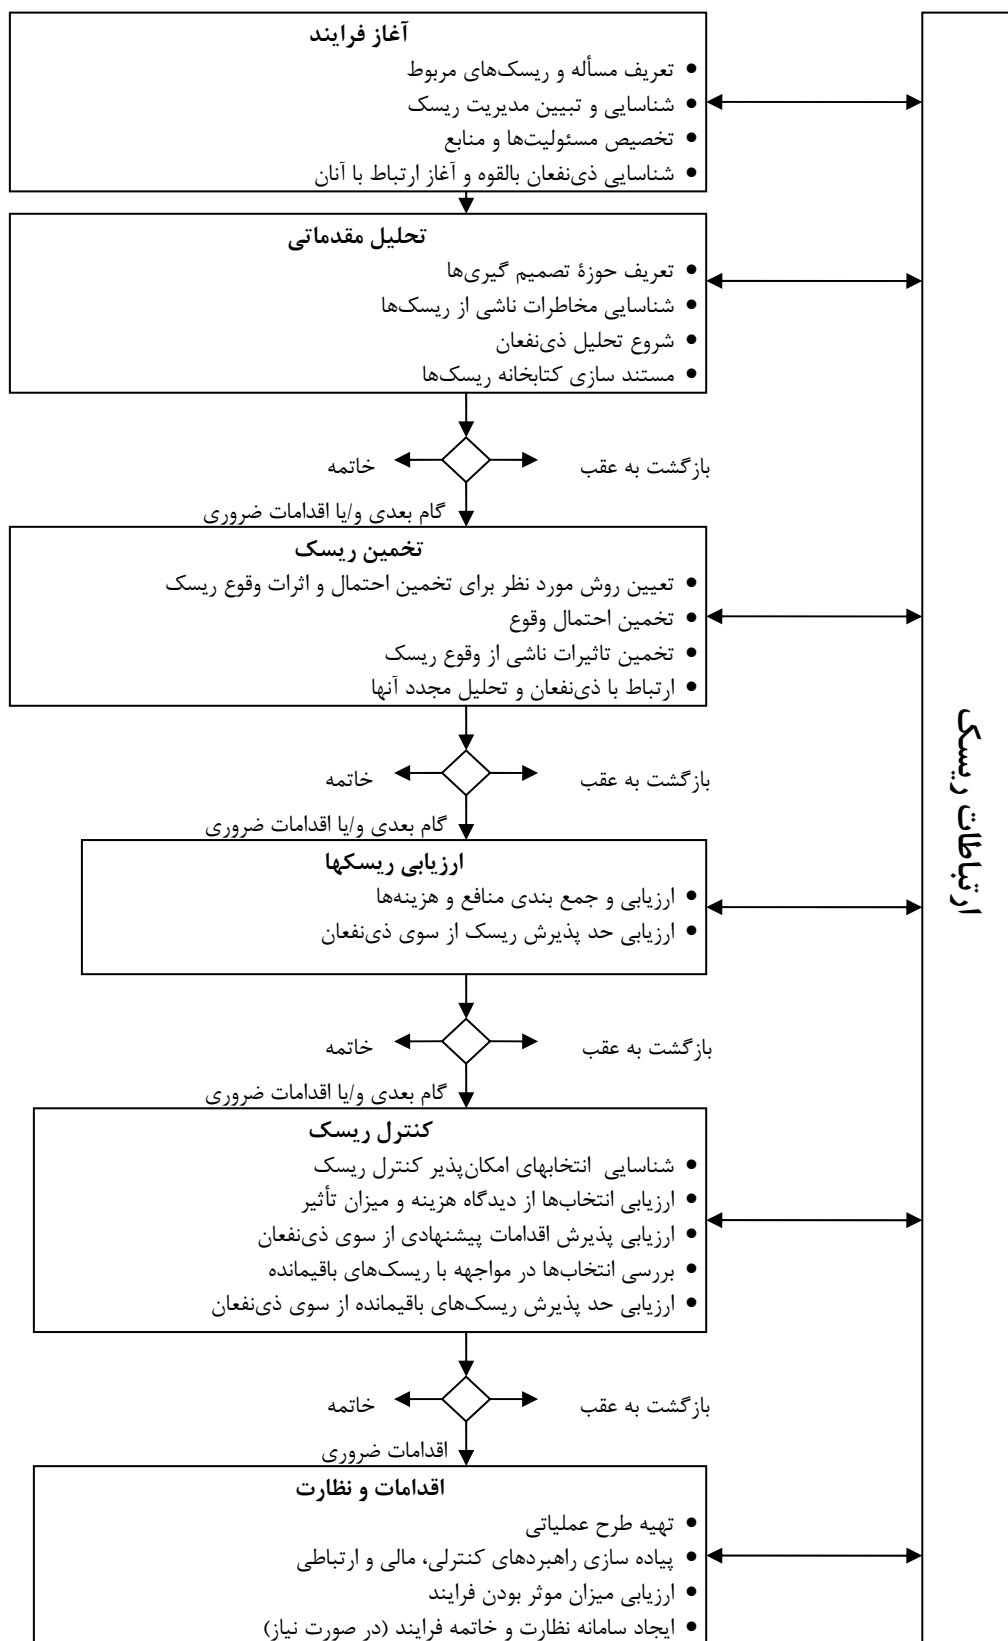 آغاز فرایند
• تعریف مسأله و ریسک‌های مربوط
• شناسایی و تبیین مدیریت ریسک
• تخصیص مسئولیت‌ها و منابع
• شناسایی ذی‌نفعان بالقوه و آغاز ارتباط با آنان
تحلیل مقدماتی
• تعریف حوزهٔ تصمیم گیری‌ها
• شناسایی مخاطرات ناشی از ریسک‌ها
• شروع تحلیل ذی‌نفعان
• مستند سازی کتابخانه ریسک‌ها
بازگشت به عقب
خاتمه
گام بعدی و/یا اقدامات ضروری
تخمین ریسک
• تعیین روش مورد نظر برای تخمین احتمال و اثرات وقوع ریسک
• تخمین احتمال وقوع
• تخمین تاثیرات ناشی از وقوع ریسک
• ارتباط با ذی‌نفعان و تحلیل مجدد آنها
بازگشت به عقب
خاتمه
گام بعدی و/یا اقدامات ضروری
ارزیابی ریسکها
• ارزیابی و جمع بندی منافع و هزینه‌ها
• ارزیابی حد پذیرش ریسک از سوی ذی‌نفعان
بازگشت به عقب
خاتمه
گام بعدی و/یا اقدامات ضروری
کنترل ریسک
• شناسایی انتخابهای امکان‌پذیر کنترل ریسک
• ارزیابی انتخاب‌ها از دیدگاه هزینه و میزان تأثیر
• ارزیابی پذیرش اقدامات پیشنهادی از سوی ذی‌نفعان
• بررسی انتخاب‌ها در مواجهه با ریسک‌های باقیمانده
• ارزیابی حد پذیرش ریسک‌های باقیمانده از سوی ذی‌نفعان
بازگشت به عقب
خاتمه
اقدامات ضروری
اقدامات و نظارت
• تهیه طرح عملیاتی
• پیاده سازی راهبردهای کنترلی، مالی و ارتباطی
• ارزیابی میزان موثر بودن فرایند
• ایجاد سامانه نظارت و خاتمه فرایند (در صورت نیاز)
ارتباطات ریسک